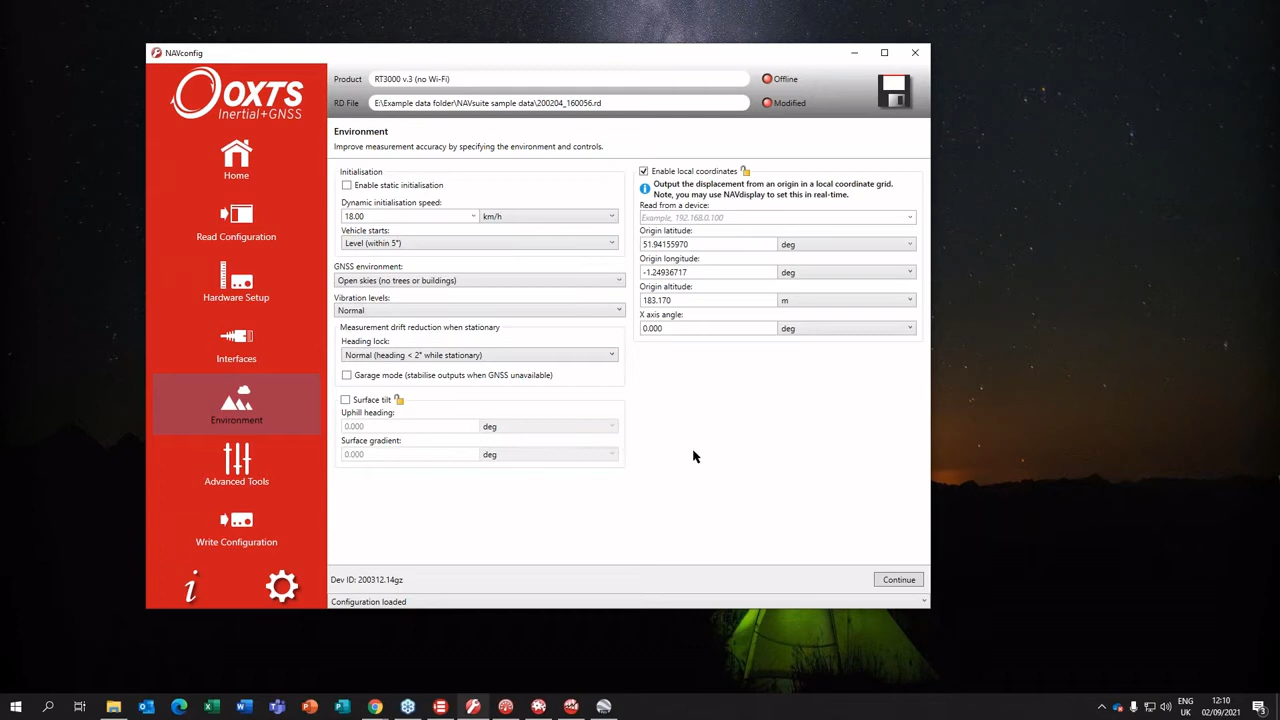 NAVconfig
OXTS
Inertial+GNSS
Product
RT3000 v.3 (no Wi-Fi)
Offline
RD File
E:\Example data folder\NAVsuite sample data\200204_160056.rd
Modified
Home
Read Configuration
Hardware Setup
Interfaces
Environment
Advanced Tools
Write Configuration
i
Environment
Improve measurement accuracy by specifying the environment and controls.
Initialisation
Enable static initialisation
Dynamic initialisation speed:
18.00
km/h
Vehicle starts:
Level (within 5°)
GNSS environment:
Open skies (no trees or buildings)
Vibration levels:
Normal
Measurement drift reduction when stationary
Heading lock:
Normal (heading < 2° while stationary)
Garage mode (stabilise outputs when GNSS unavailable)
Surface tilt
Uphill heading:
0.000
deg
Surface gradient:
0.000
deg
Enable local coordinates
Output the displacement from an origin in a local coordinate grid.
Note, you may use NAVdisplay to set this in real-time.
Read from a device:
Example, 192.168.0.100
Origin latitude:
51.94155970
deg
Origin longitude:
-1.24936717
deg
Origin altitude:
183.170
m
X axis angle:
0.000
deg
Dev ID: 200312.14gz
Continue
Configuration loaded
ENG
UK
12:10
02/09/2021